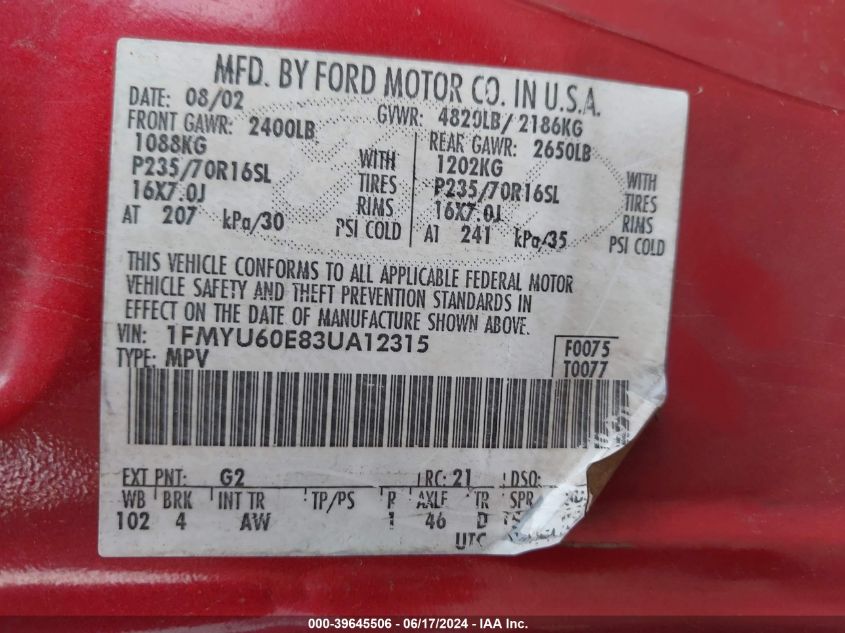 MFD. BY FORD MOTOR CO. IN U.S.A.
DATE: 08/02 GVWR: 4820LB/ 2186KG
FRONT GAWR: 2400LB REAR GAWR: 2650LB
1088KG WITH 1202KG WITH
P235/70R16SL TIRES P235/70R16SL TIRES
16X7.0J RIMS 16X7.0J RIMS
AT 207 kPa/30 PSI COLD AT 241 kPa/35 PSI COLD
THIS VEHICLE CONFORMS TO ALL APPLICABLE FEDERAL MOTOR
VEHICLE SAFETY AND THEFT PREVENTION STANDARDS IN
EFFECT ON THE DATE OF MANUFACTURE SHOWN ABOVE.
VIN: 1FMYU60E83UA12315 F0075
TYPE: MPV T0077
EXT PNT: G2 RC: 21 DSO:
WB BRK INT TR TP/PS R AXLE TR SPR
102 4 AW 1 46 D
UTC
000-39645506 - 06/17/2024 - IAA Inc.